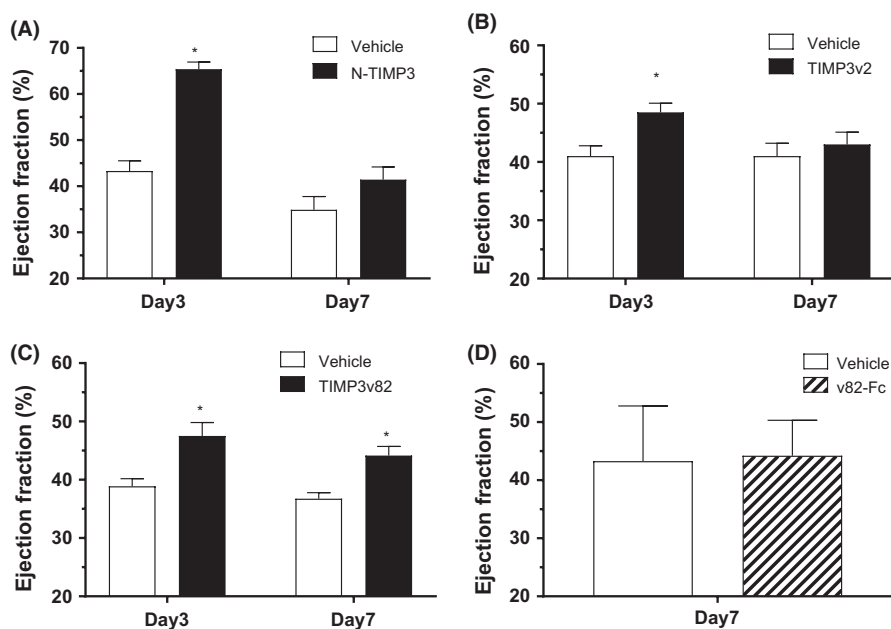 (A)
Vehicle
N-TIMP3
Ejection fraction (%)
70
60
50
40
30
20
*
Day3
Day7
(B)
Vehicle
TIMP3v2
Ejection fraction (%)
60
50
40
30
20
*
Day3
Day7
(C)
Vehicle
TIMP3v82
Ejection fraction (%)
60
50
40
30
20
*
*
Day3
Day7
(D)
Vehicle
v82-Fc
Ejection fraction (%)
60
50
40
30
20
Day7